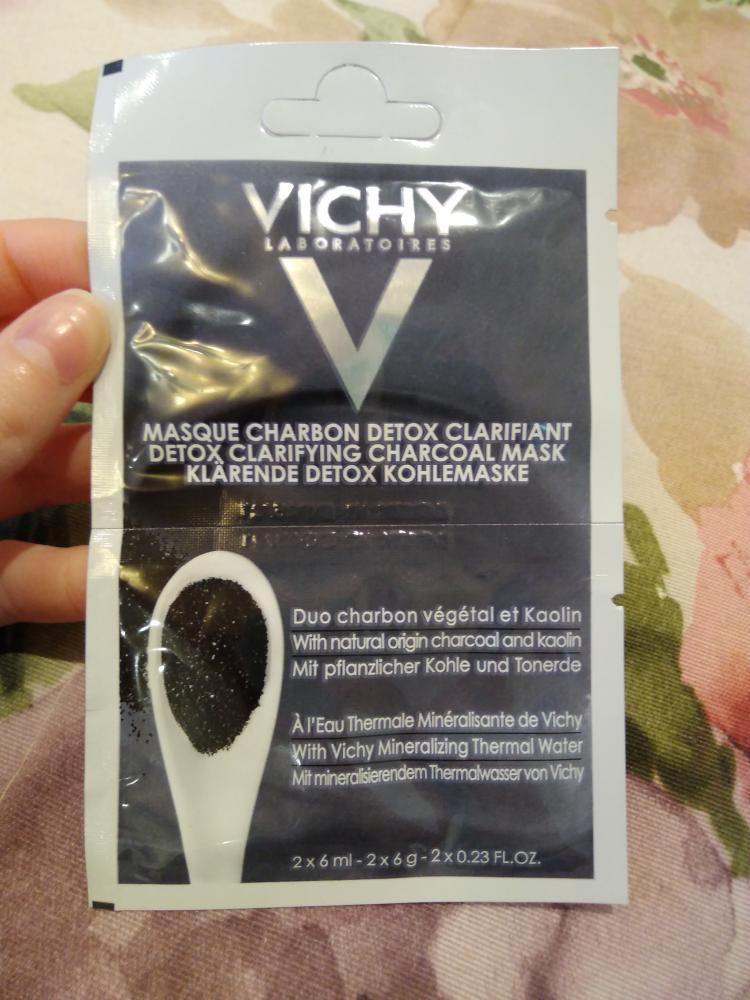 VICHY
LABORATOIRES
V
MASQUE CHARBON DETOX CLARIFIANT
DETOX CLARIFYING CHARCOAL MASK
KLÄRENDE DETOX KOHLEMASKE
Duo charbon végétal et Kaolin
With natural origin charcoal and kaolin
Mit pflanzlicher Kohle und Tonerde
À l'Eau Thermale Minéralisante de Vichy
With Vichy Mineralizing Thermal Water
Mit mineralisierendem Thermalwasser von Vichy
2 x 6 ml - 2 x 6 g - 2 x 0.23 FL.OZ.